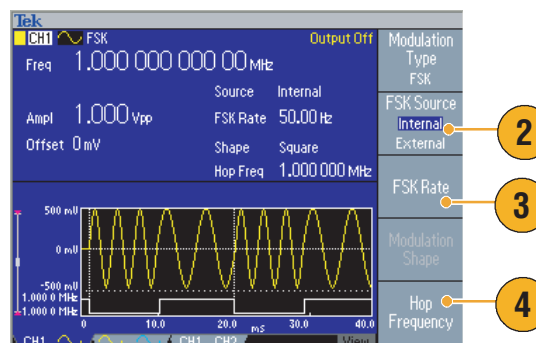 Tek
CH1 FSK Output Off
Freq 1.000 000 000 00 MHz
Source Internal
Ampl 1.000 Vpp FSK Rate 50.00 Hz
Offset 0 mV Shape Square
Hop Freq 1.000 000 MHz
500 mV
0 mV
-500 mV
1.000 0 MHz
1.000 0 MHz
0 10.0 20.0 ms 30.0 40.0
CH1 CH1 CH2 View
Modulation
Type
FSK
FSK Source
Internal
External
2
FSK Rate
3
Modulation
Shape
Hop
Frequency
4